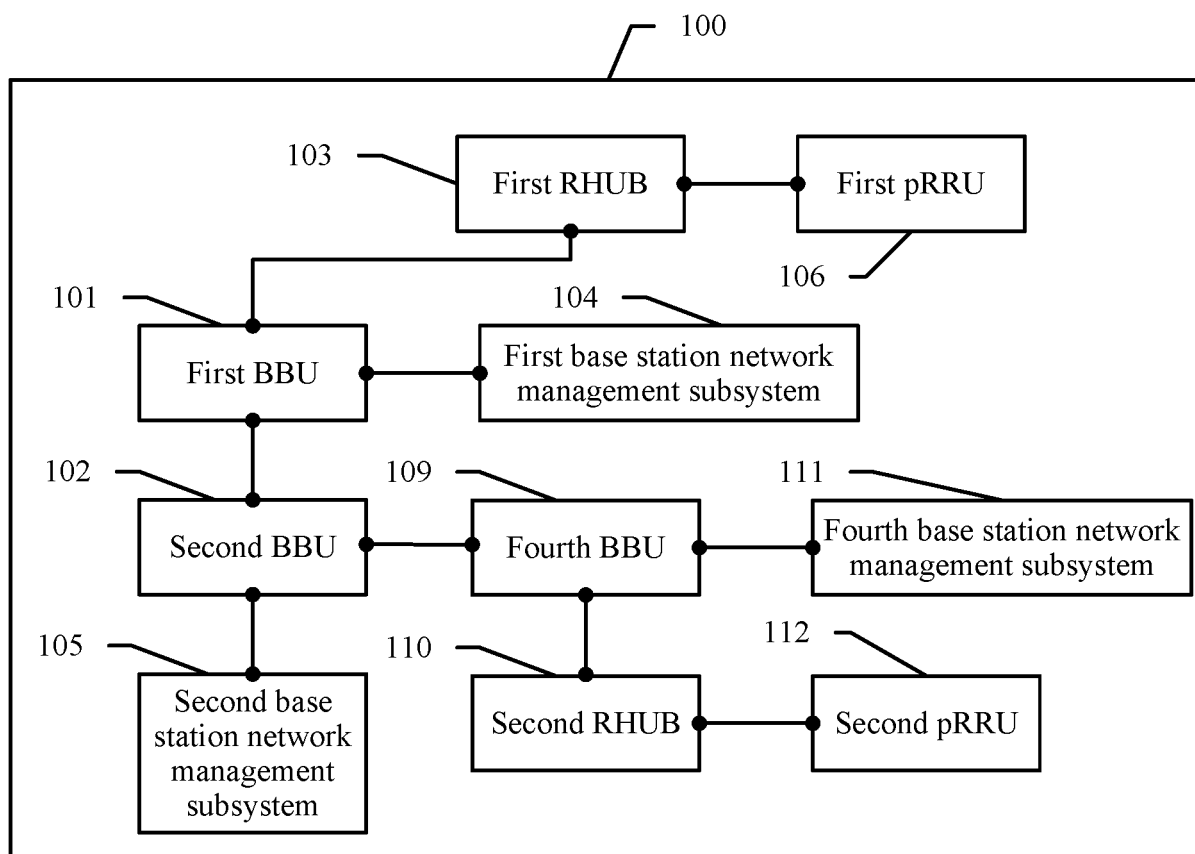 100
103
First RHUB
First pRRU
106
101
104
First BBU
First base station network
management subsystem
102
109
111
Second BBU
Fourth BBU
Fourth base station network
management subsystem
105
110
112
Second base
station network
management
subsystem
Second RHUB
Second pRRU